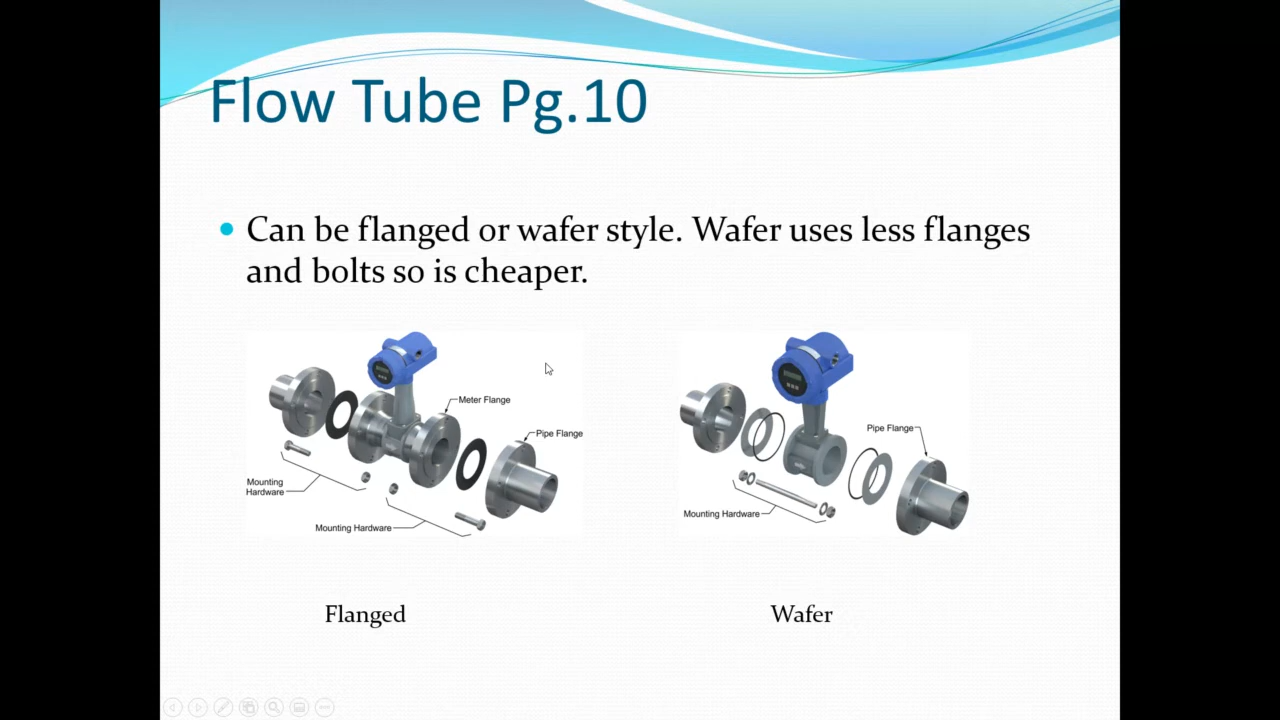 Flow Tube Pg.10
Can be flanged or wafer style. Wafer uses less flanges
and bolts so is cheaper.
Meter Flange
Pipe Flange
Mounting
Hardware
Mounting Hardware
Pipe Flange
Mounting Hardware
Flanged
Wafer